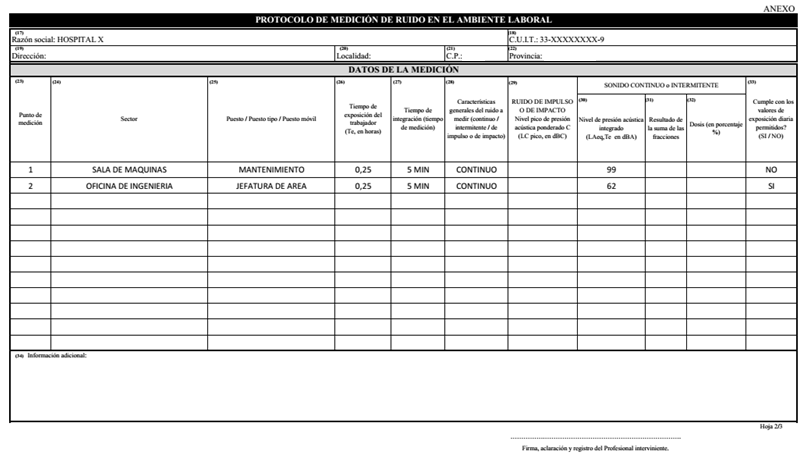 ANEXO
PROTOCOLO DE MEDICIÓN DE RUIDO EN EL AMBIENTE LABORAL
(17) (18)
Razón social: HOSPITAL X C.U.I.T.: 33-XXXXXXXX-9
(19) (20) (21) (22)
Dirección: Localidad: C.P.: Provincia:
DATOS DE LA MEDICIÓN
(23)
Punto de
medición
(24)
Sector
(25)
Puesto / Puesto tipo / Puesto móvil
(26)
Tiempo de
exposición del
trabajador
(Te, en horas)
(27)
Tiempo de
integración (tiempo
de medición)
(28)
Características
generales del ruido a
medir (continuo /
intermitente / de
impulso o de impacto)
(29)
RUIDO DE IMPULSO
O DE IMPACTO
Nivel pico de presión
acústica ponderado C
(LC pico, en dBC)
SONIDO CONTINUO o INTERMITENTE
(30)
Nivel de presión acústica
integrado
(LAeq,Te en dBA)
(31)
Resultado de
la suma de las
fracciones
(32)
Dosis (en porcentaje
%)
(33)
Cumple con los
valores de
exposición diaria
permitidos?
(SI / NO)
1 SALA DE MAQUINAS MANTENIMIENTO 0,25 5 MIN CONTINUO 99 NO
2 OFICINA DE INGENIERIA JEFATURA DE AREA 0,25 5 MIN CONTINUO 62 SI
(34) Información adicional:
Hoja 2/3
Firma, aclaración y registro del Profesional interviniente.